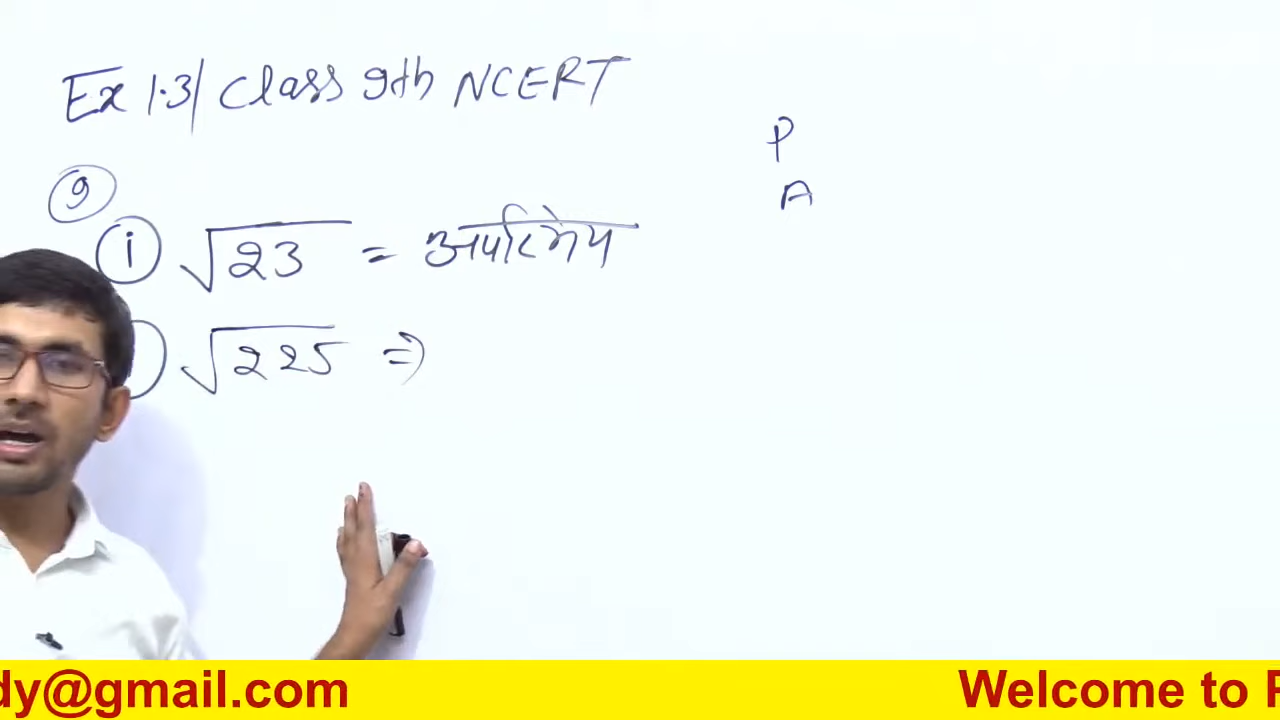 Ex 1.3/ Class 9th NCERT
P
A
9
i √23 = अपरिमेय
√225 ⇒
dy@gmail.com Welcome to P